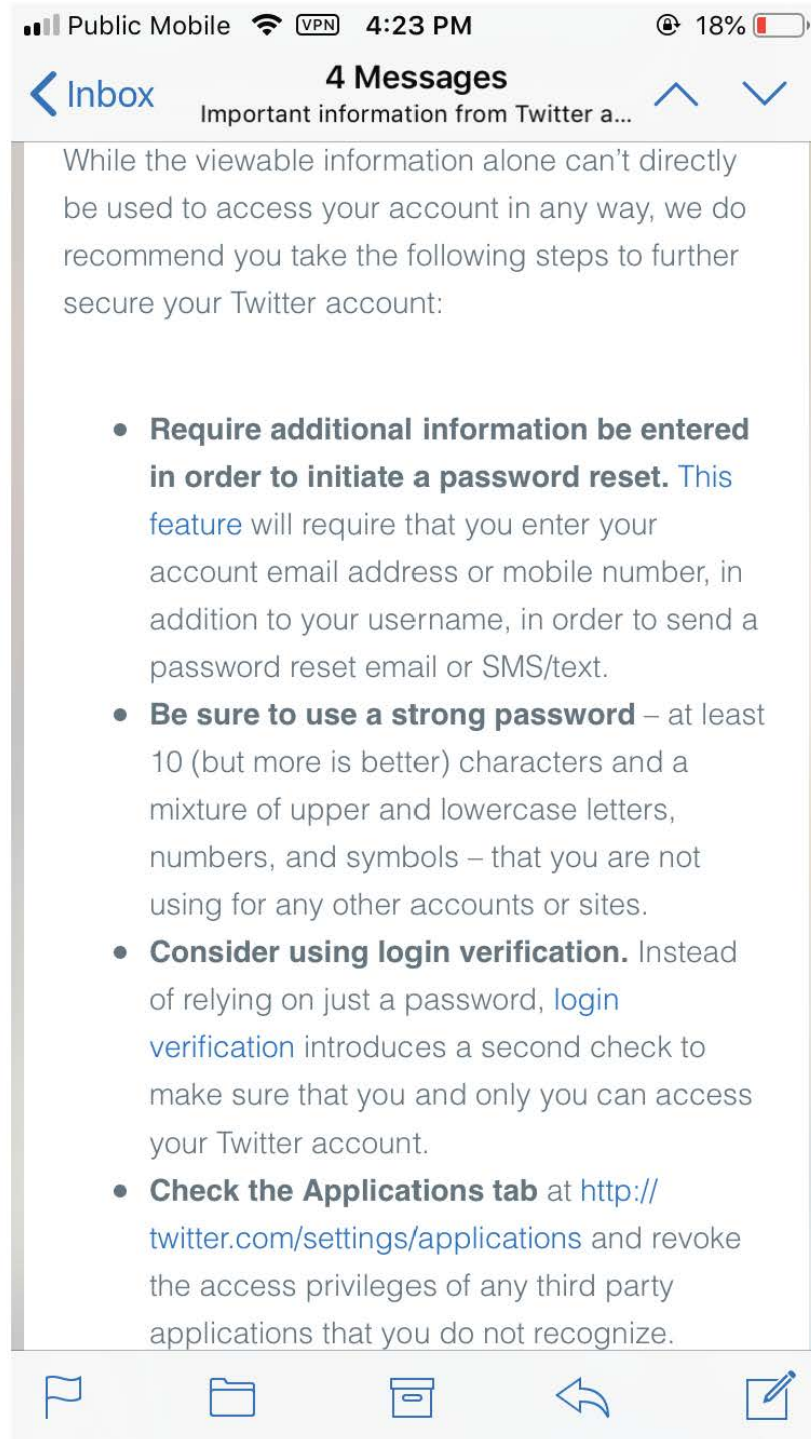 Public Mobile VPN 4:23 PM 18%
Inbox
4 Messages
Important information from Twitter a...
While the viewable information alone can’t directly
be used to access your account in any way, we do
recommend you take the following steps to further
secure your Twitter account:
• Require additional information be entered
in order to initiate a password reset. This
feature will require that you enter your
account email address or mobile number, in
addition to your username, in order to send a
password reset email or SMS/text.
• Be sure to use a strong password – at least
10 (but more is better) characters and a
mixture of upper and lowercase letters,
numbers, and symbols – that you are not
using for any other accounts or sites.
• Consider using login verification. Instead
of relying on just a password, login
verification introduces a second check to
make sure that you and only you can access
your Twitter account.
• Check the Applications tab at http://
twitter.com/settings/applications and revoke
the access privileges of any third party
applications that you do not recognize.